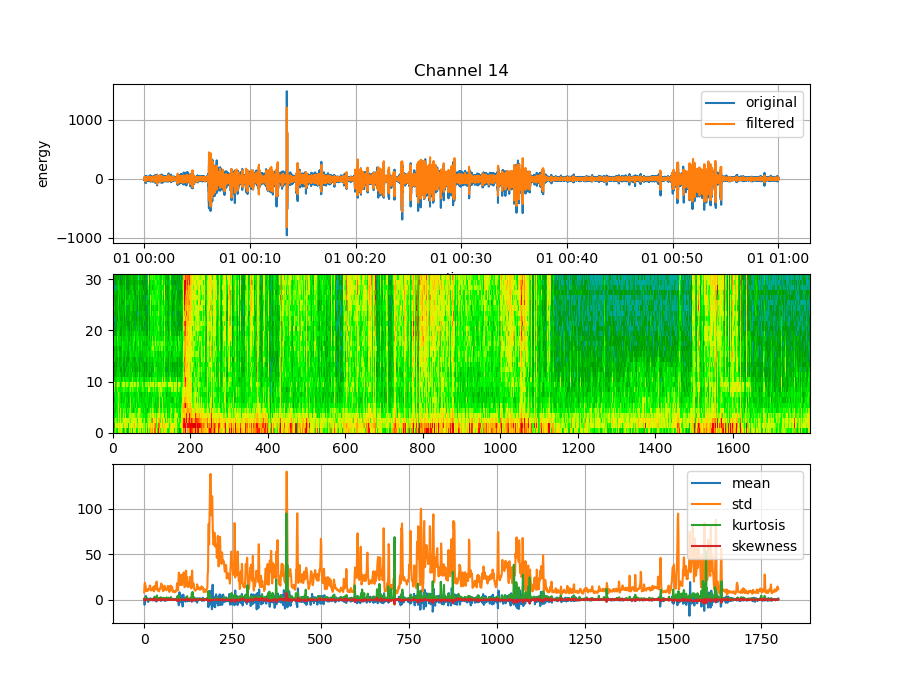 Channel 14
energy
1000
0
−1000
original
filtered
01 00:00 01 00:10 01 00:20 01 00:30 01 00:40 01 00:50 01 01:00
30
20
10
0
0 200 400 600 800 1000 1200 1400 1600
100
50
0
mean
std
kurtosis
skewness
0 250 500 750 1000 1250 1500 1750